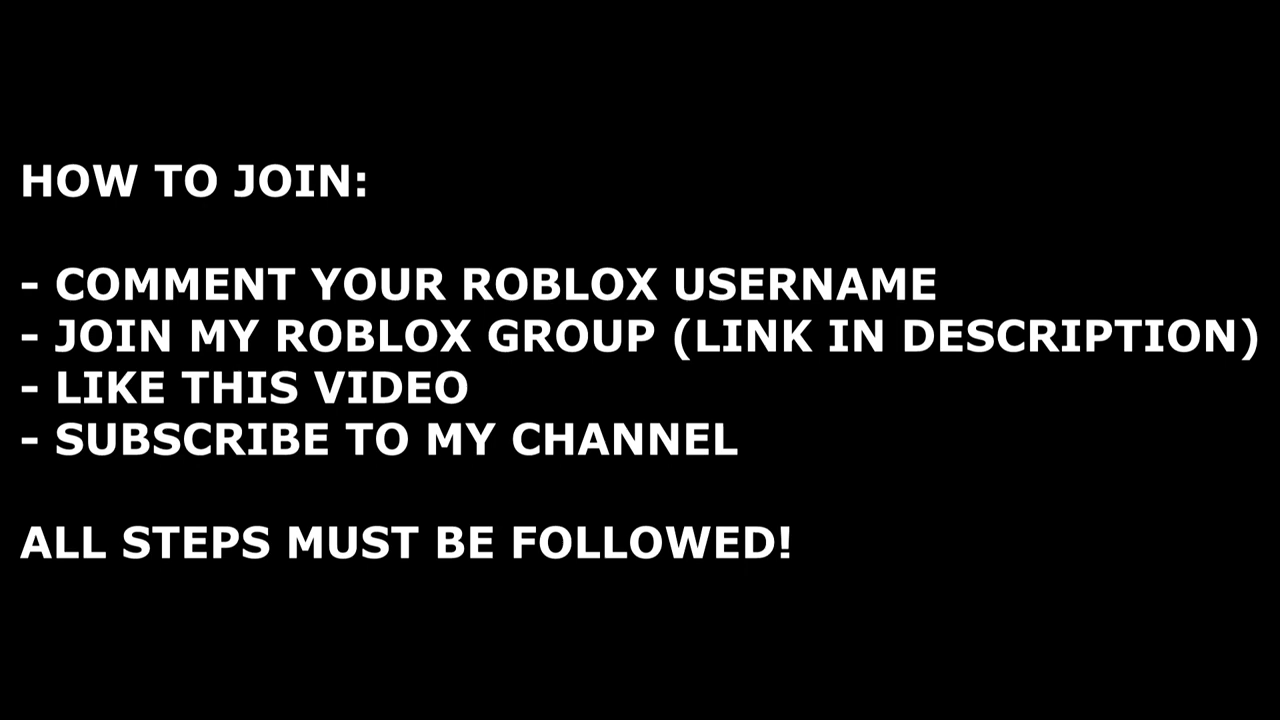 HOW TO JOIN:
- COMMENT YOUR ROBLOX USERNAME
- JOIN MY ROBLOX GROUP (LINK IN DESCRIPTION)
- LIKE THIS VIDEO
- SUBSCRIBE TO MY CHANNEL
ALL STEPS MUST BE FOLLOWED!